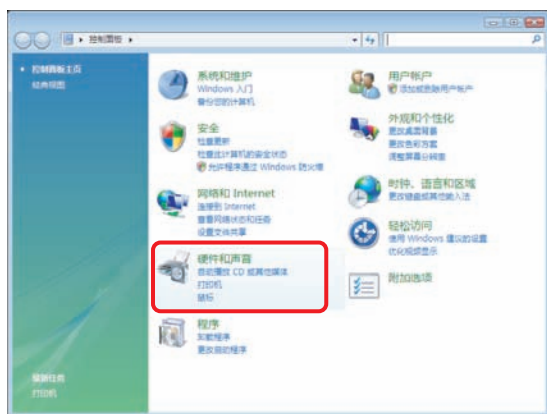 控制面板
控制面板主页
经典视图
系统和维护
Windows 入门
备份您的计算机
安全
检查更新
检查此计算机的安全状态
允许程序通过 Windows 防火墙
网络和 Internet
连接到 Internet
查看网络状态和任务
设置文件共享
硬件和声音
自动播放 CD 或其他媒体
打印机
鼠标
程序
卸载程序
更改启动程序
用户帐户
添加或删除用户帐户
外观和个性化
更改桌面背景
更改色彩方案
调整屏幕分辨率
时钟、语言和区域
更改键盘或其他输入法
轻松访问
使用 Windows 建议的设置
优化视频显示
附加选项
最新任务
打印机